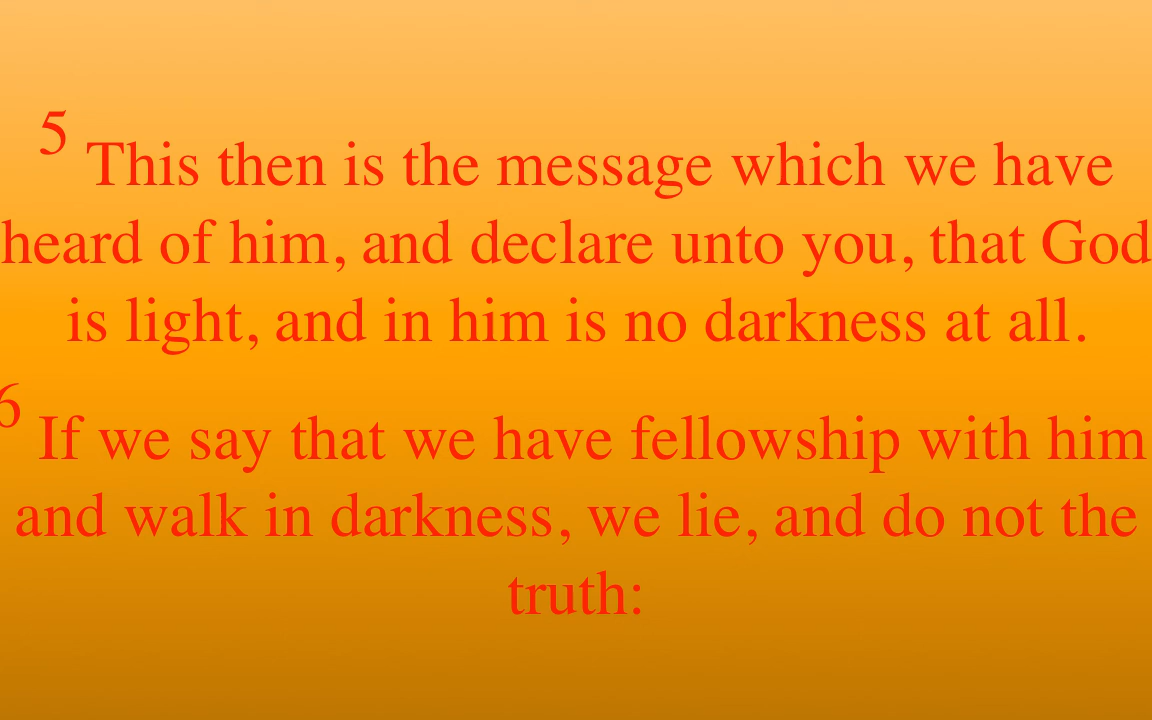 5 This then is the message which we have
heard of him, and declare unto you, that God
is light, and in him is no darkness at all.
6 If we say that we have fellowship with him
and walk in darkness, we lie, and do not the
truth: